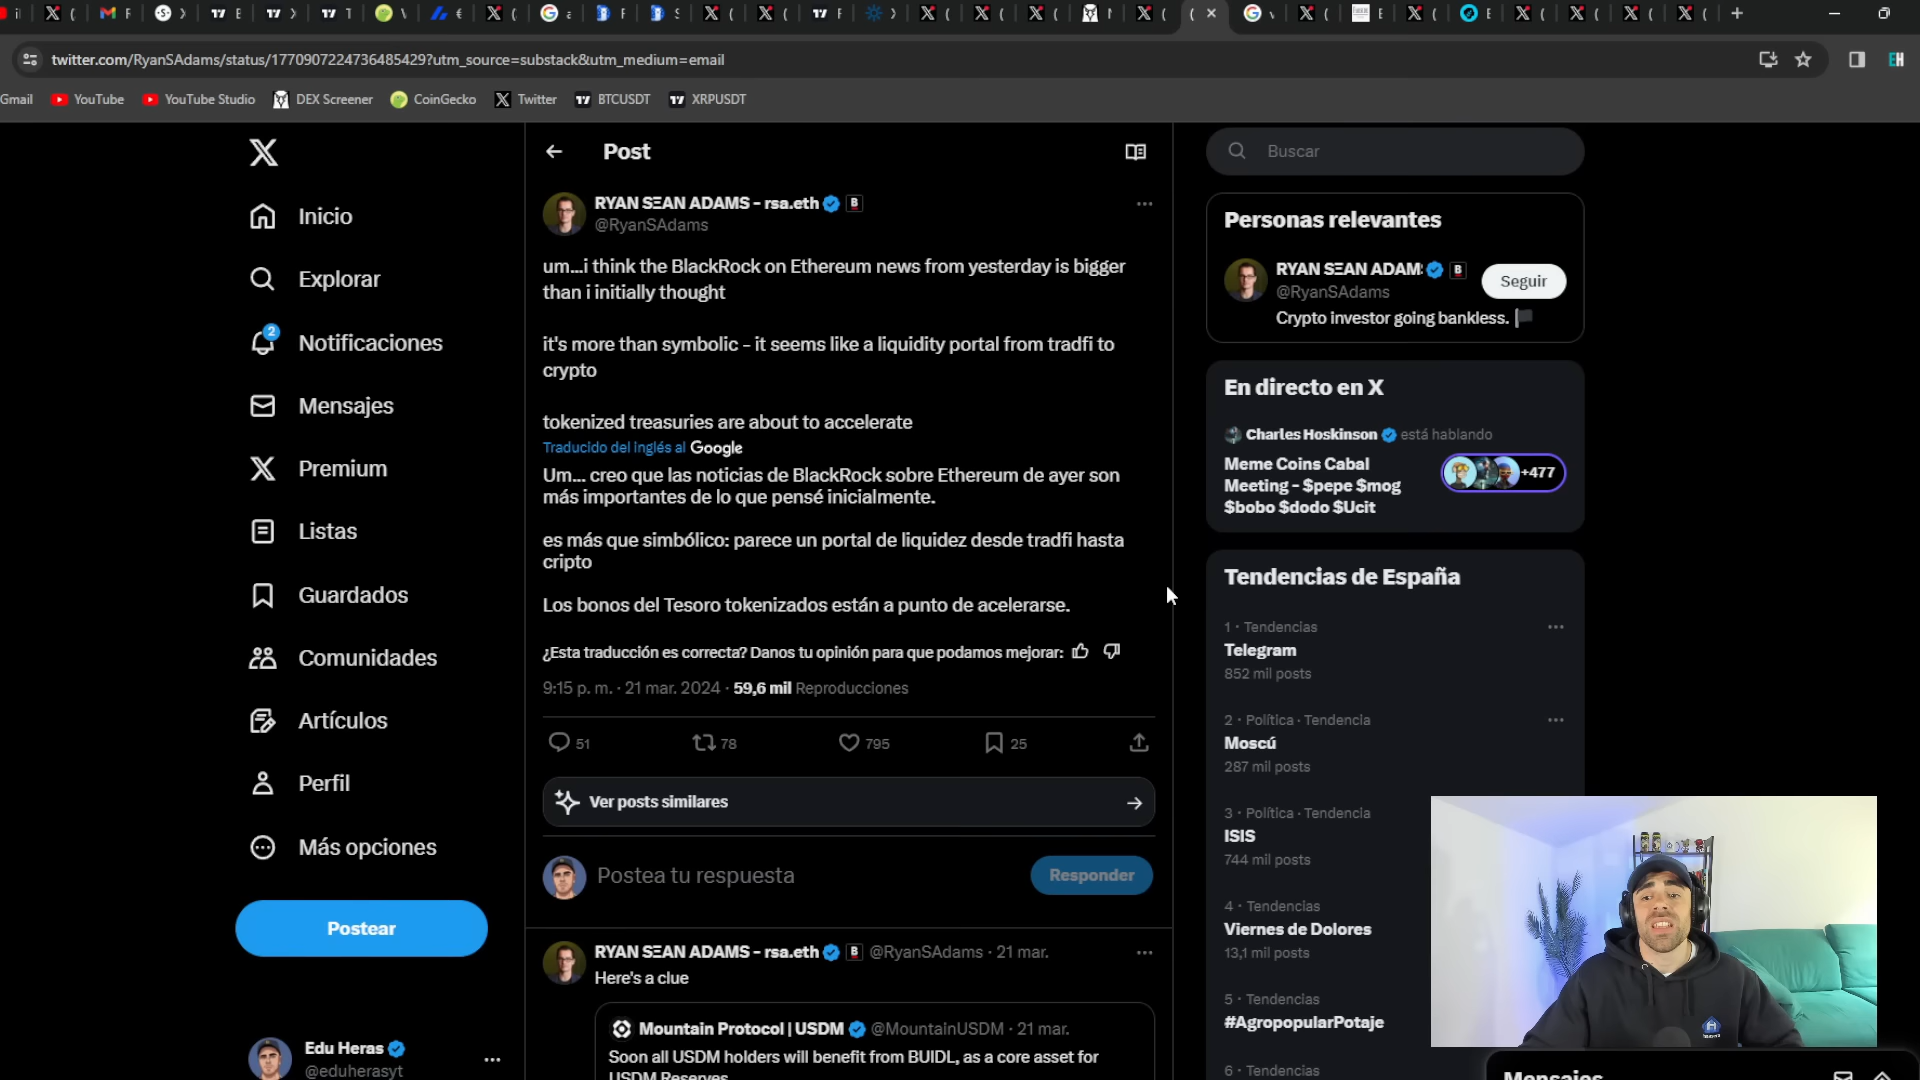 twitter.com/RyanSAdams/status/1770907224736485429?utm_source=substack&utm_medium=email
Gmail
YouTube
YouTube Studio
DEX Screener
CoinGecko
Twitter
BTCUSDT
XRPUSDT
Inicio
Explorar
2
Notificaciones
Mensajes
Premium
Listas
Guardados
Comunidades
Artículos
Perfil
Más opciones
Postear
Edu Heras
@eduherasyt
Post
RYAN SΞAN ADAMS - rsa.eth
@RyanSAdams
um...i think the BlackRock on Ethereum news from yesterday is bigger
than i initially thought
it's more than symbolic - it seems like a liquidity portal from tradfi to
crypto
tokenized treasuries are about to accelerate
Traducido del inglés al Google
Um... creo que las noticias de BlackRock sobre Ethereum de ayer son
más importantes de lo que pensé inicialmente.
es más que simbólico: parece un portal de liquidez desde tradfi hasta
cripto
Los bonos del Tesoro tokenizados están a punto de acelerarse.
¿Esta traducción es correcta? Danos tu opinión para que podamos mejorar:
9:15 p. m. · 21 mar. 2024 · 59,6 mil Reproducciones
51
78
795
25
Ver posts similares
Postea tu respuesta
Responder
RYAN SΞAN ADAMS - rsa.eth @RyanSAdams · 21 mar.
Here's a clue
Mountain Protocol | USDM @MountainUSDM · 21 mar.
Soon all USDM holders will benefit from BUIDL, as a core asset for
USDM Reserves
Buscar
Personas relevantes
RYAN SΞAN ADAM
@RyanSAdams
Seguir
Crypto investor going bankless.
En directo en X
Charles Hoskinson está hablando
Meme Coins Cabal
Meeting - $pepe $mog
$bobo $dodo $Ucit
+477
Tendencias de España
1 · Tendencias
Telegram
852 mil posts
2 · Política · Tendencia
Moscú
287 mil posts
3 · Política · Tendencia
ISIS
744 mil posts
4 · Tendencias
Viernes de Dolores
13,1 mil posts
5 · Tendencias
#AgropopularPotaje
6 · Tendencias
Mensajes